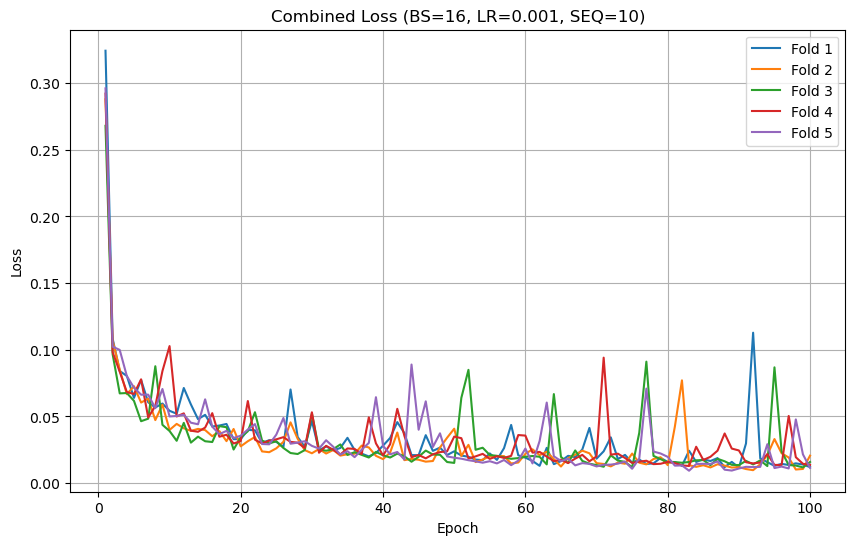 Combined Loss (BS=16, LR=0.001, SEQ=10)
Loss
0.30
0.25
0.20
0.15
0.10
0.05
0.00
0 20 40 60 80 100
Epoch
Fold 1
Fold 2
Fold 3
Fold 4
Fold 5